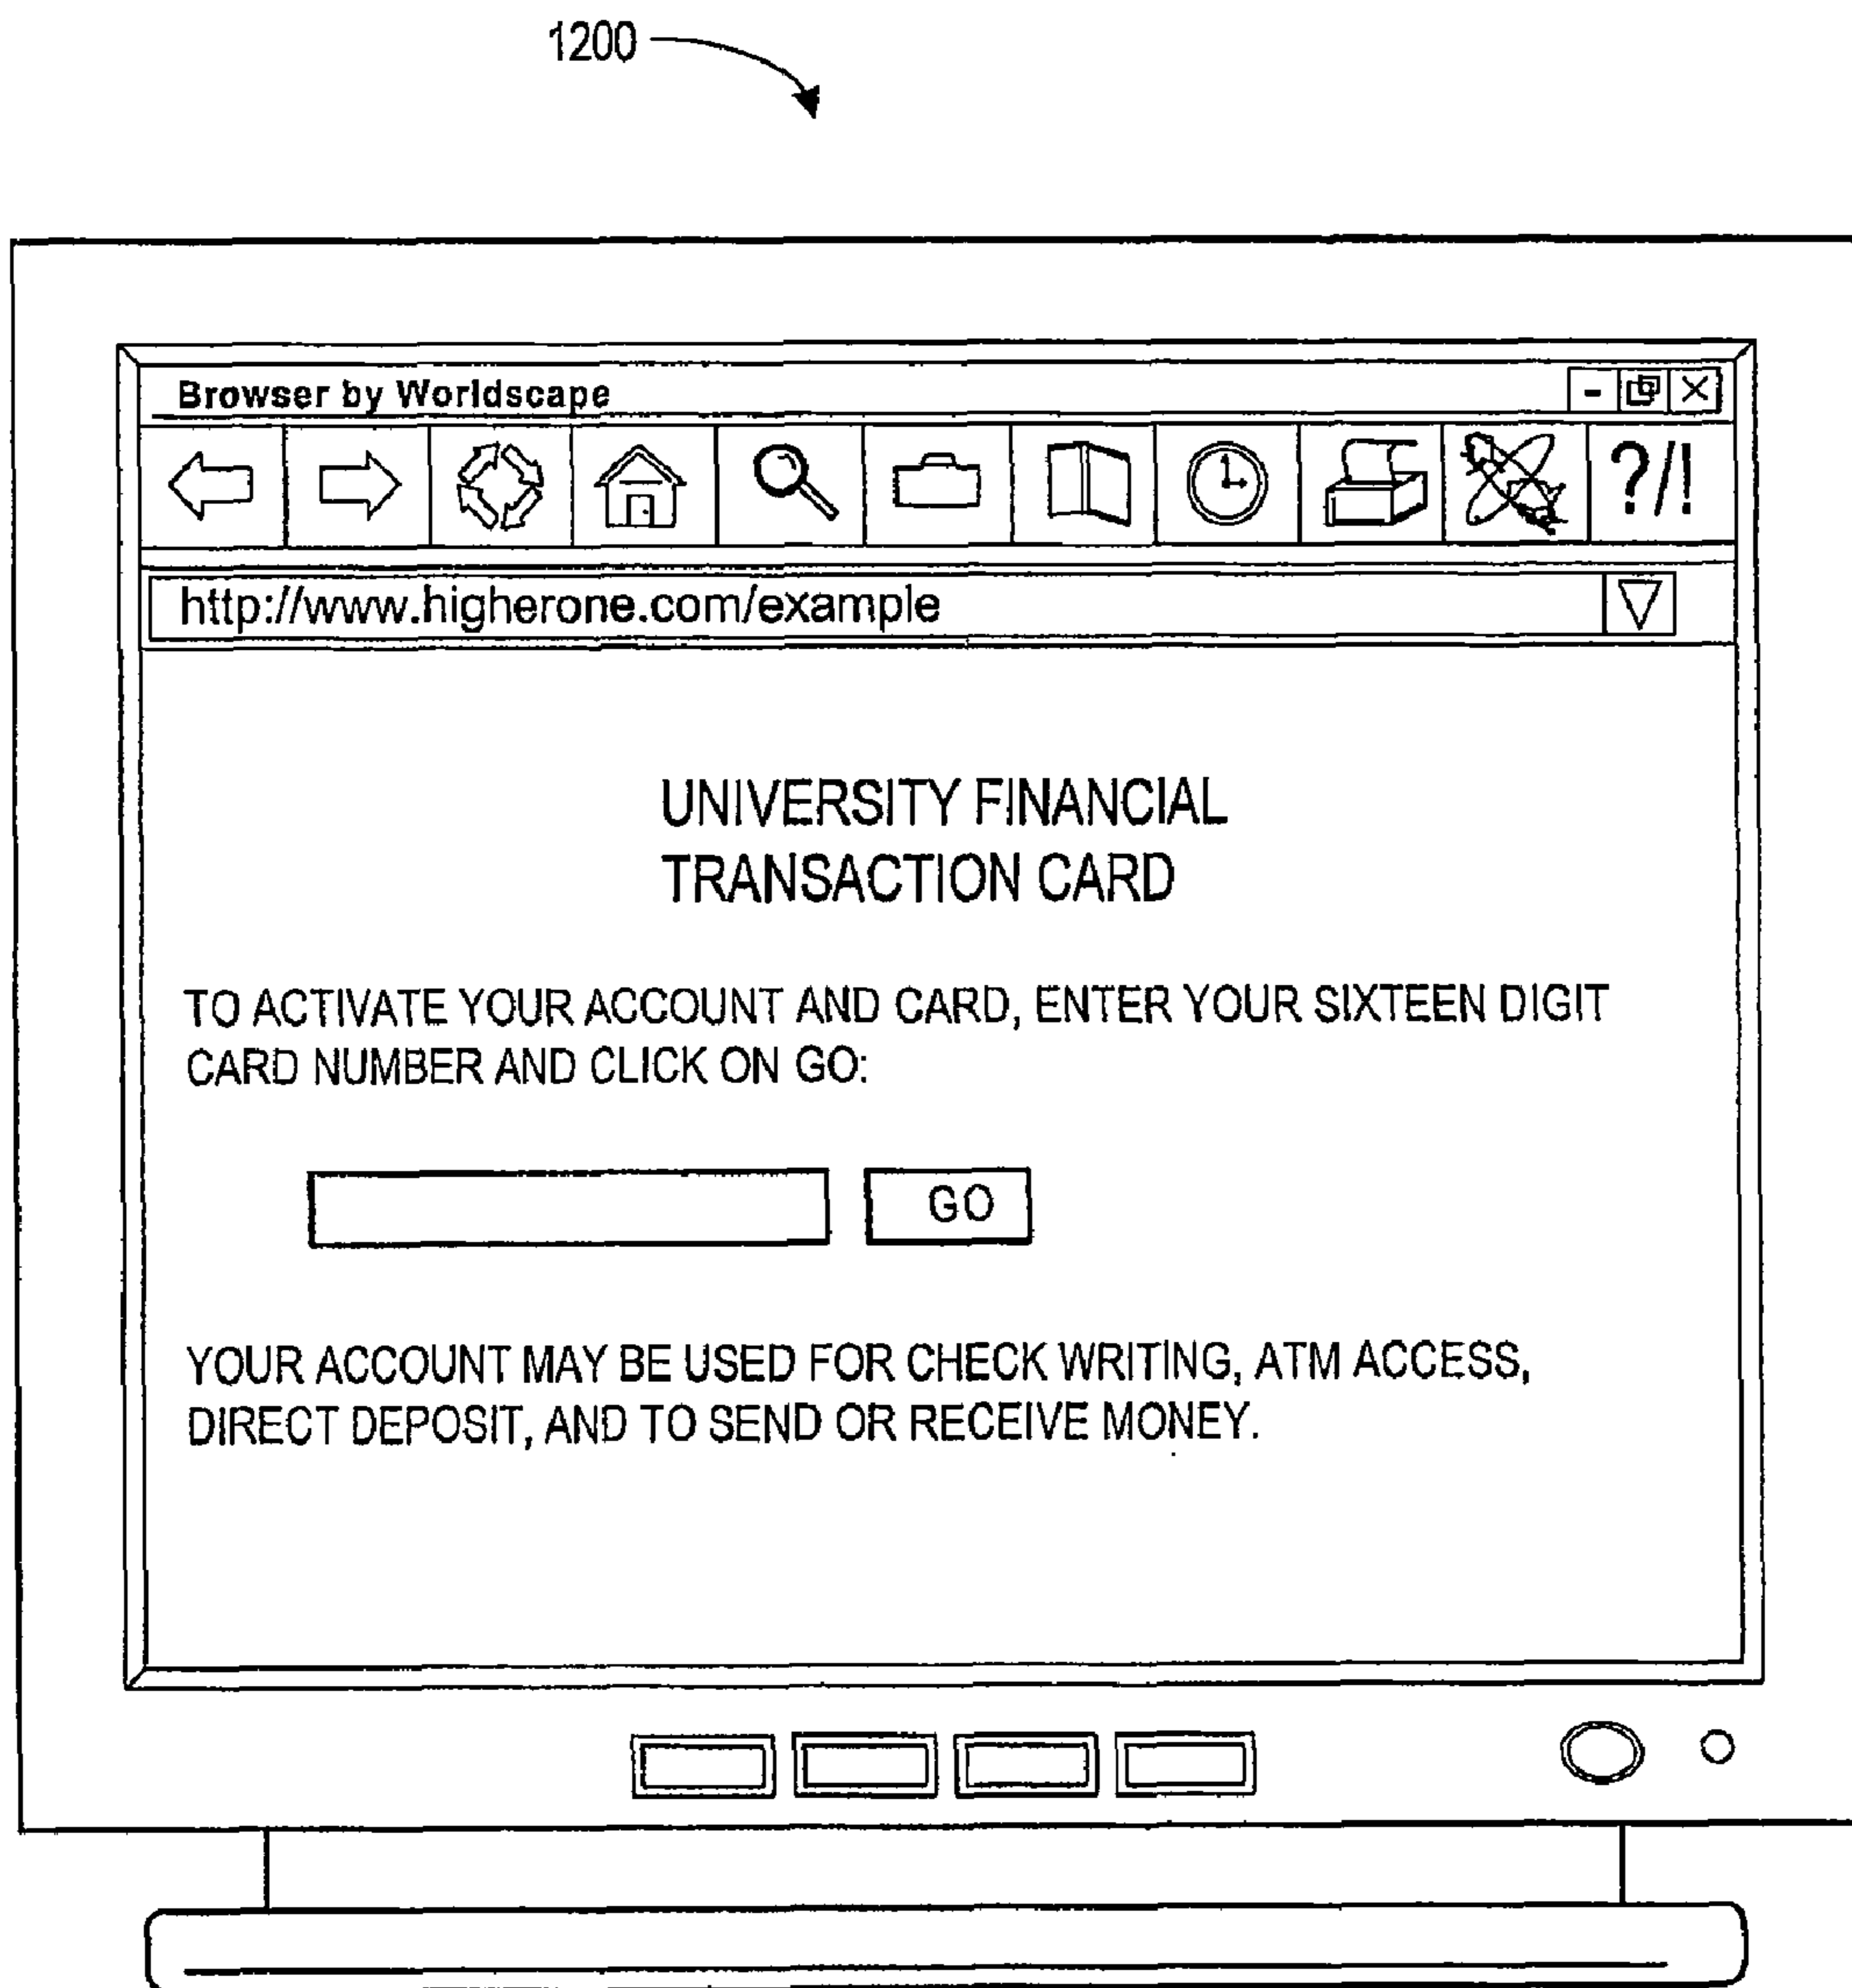 1200
Browser by Worldscape
?/!
http://www.higherone.com/example
UNIVERSITY FINANCIAL
TRANSACTION CARD
TO ACTIVATE YOUR ACCOUNT AND CARD, ENTER YOUR SIXTEEN DIGIT
CARD NUMBER AND CLICK ON GO:
GO
YOUR ACCOUNT MAY BE USED FOR CHECK WRITING, ATM ACCESS,
DIRECT DEPOSIT, AND TO SEND OR RECEIVE MONEY.